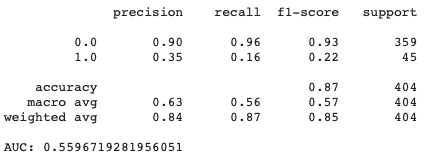 precision recall f1-score support
0.0 0.90 0.96 0.93 359
1.0 0.35 0.16 0.22 45
accuracy 0.87 404
macro avg 0.63 0.56 0.57 404
weighted avg 0.84 0.87 0.85 404
AUC: 0.5596719281956051